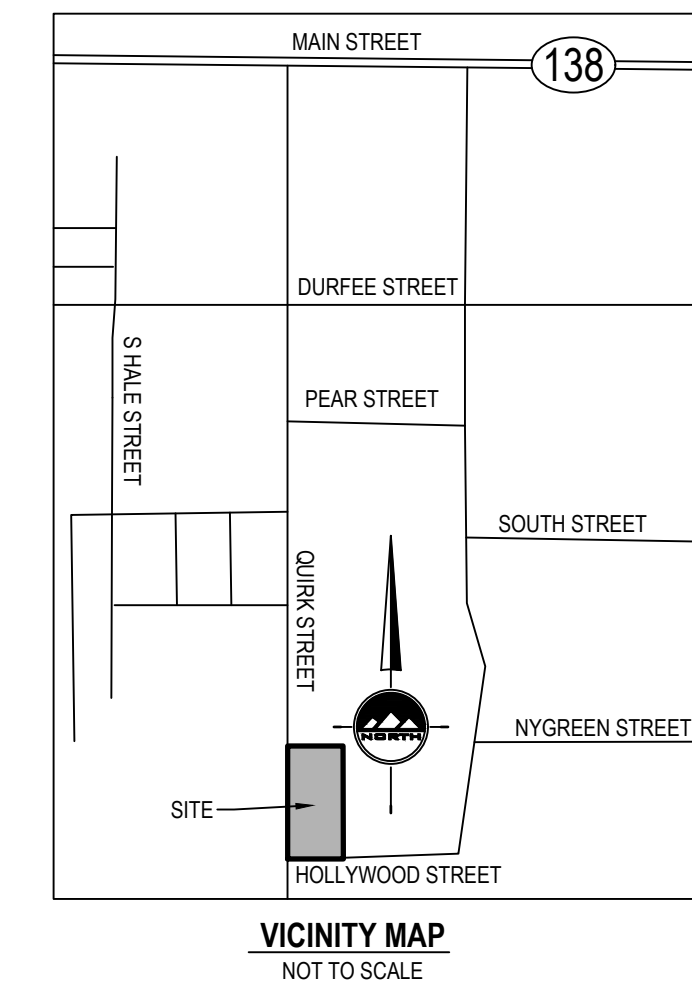 MAIN STREET
138
DURFEE STREET
S HALE STREET
PEAR STREET
SOUTH STREET
QUIRK STREET
NORTH
NYGREEN STREET
SITE
HOLLYWOOD STREET
VICINITY MAP
NOT TO SCALE